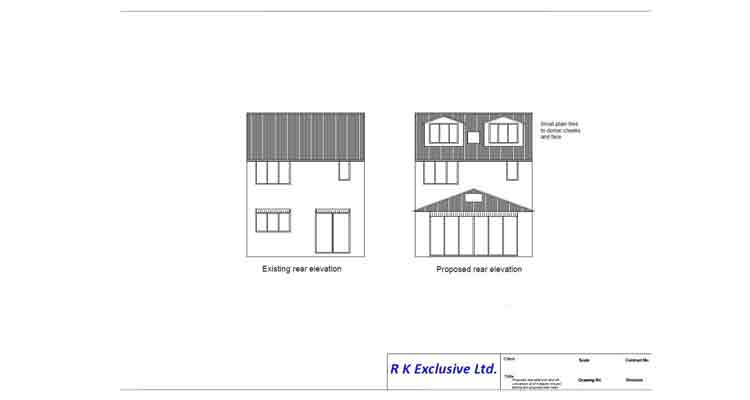 Small plain tiles
to dormer cheeks
and face
Existing rear elevation
Proposed rear elevation
R K Exclusive Ltd.
Client
Scale
Contract No
Title
Drawing No
Revision